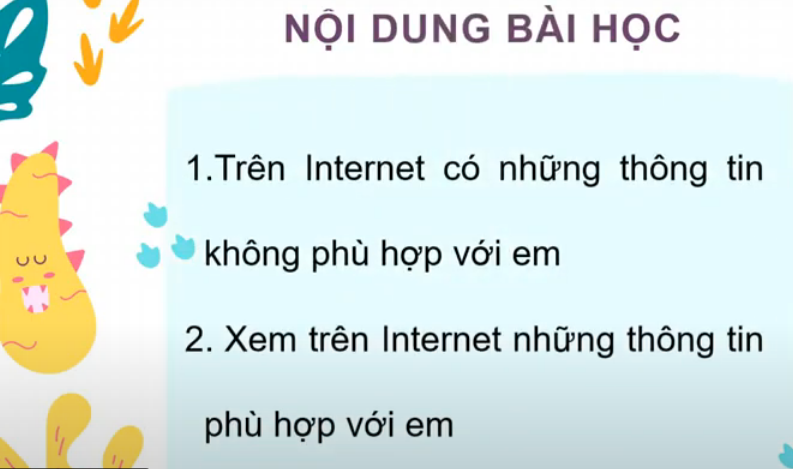 NỘI DUNG BÀI HỌC
1.Trên Internet có những thông tin
không phù hợp với em
2. Xem trên Internet những thông tin
phù hợp với em